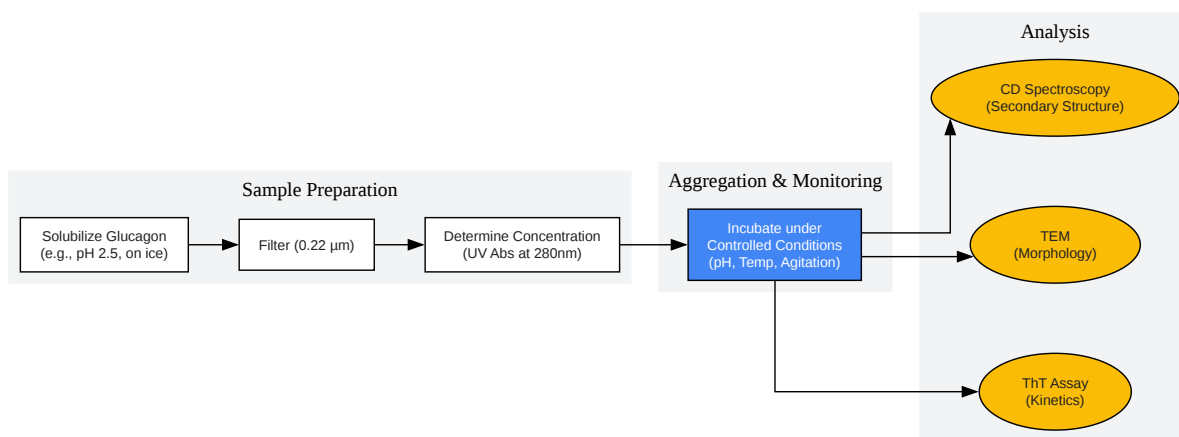 Sample Preparation
Solubilize Glucagon
(e.g., pH 2.5, on ice)
Filter (0.22 µm)
Determine Concentration
(UV Abs at 280nm)
Aggregation & Monitoring
Incubate under
Controlled Conditions
(pH, Temp, Agitation)
Analysis
CD Spectroscopy
(Secondary Structure)
TEM
(Morphology)
ThT Assay
(Kinetics)